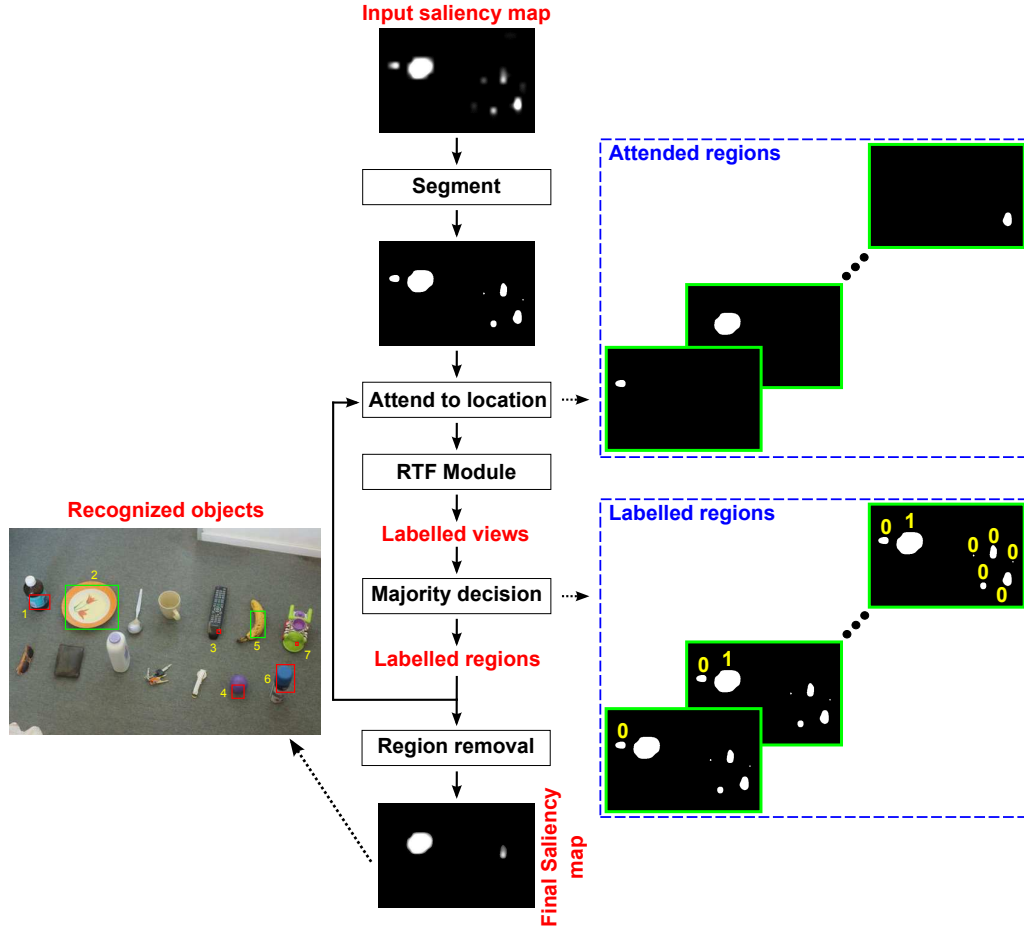 Input saliency map
Segment
Attended regions
Attend to location
RTF Module
Recognized objects
Labelled views
Labelled regions
0
1
0
0
0
0
0
Majority decision
2
1
3
5
7
4
6
Labelled regions
0
1
0
Region removal
Final Saliency
map